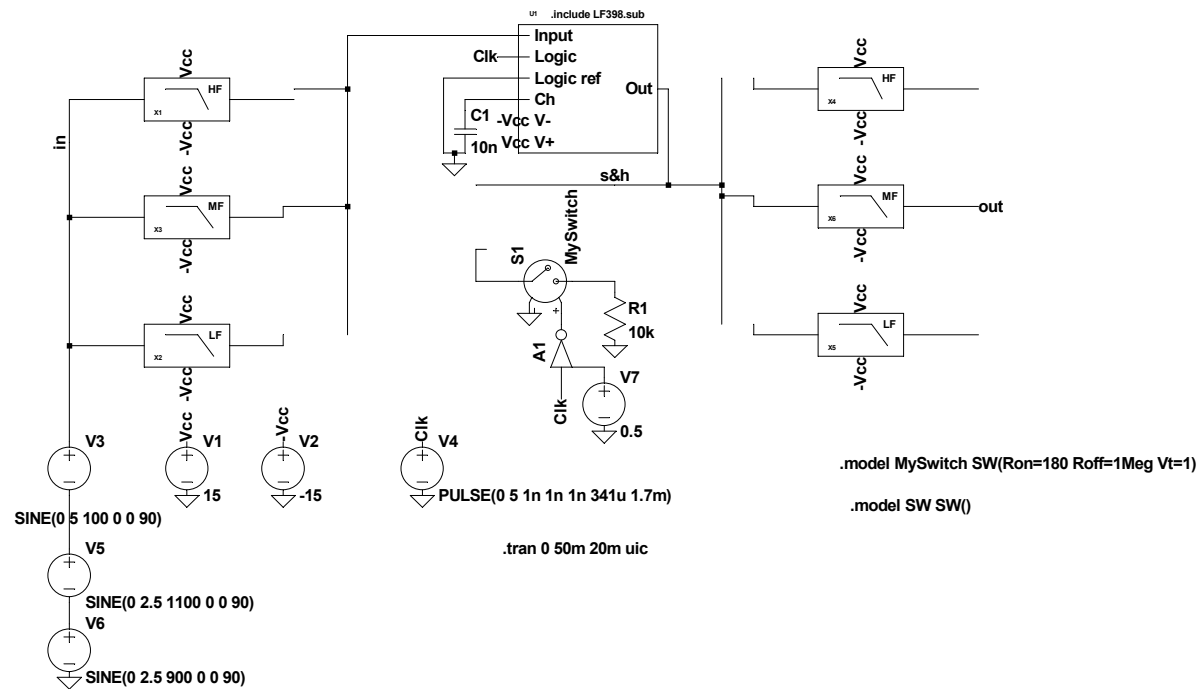 U1 .include LF398.sub
Input
Clk Logic
Logic ref
Ch
Out
C1
10n
-Vcc V-
Vcc V+
Vcc
HF
X1
-Vcc
in
Vcc
MF
X3
-Vcc
Vcc
LF
X2
-Vcc
s&h
S1
MySwitch
R1
10k
A1
Clk
V7
0.5
Vcc
HF
X4
-Vcc
Vcc
MF
X6
-Vcc
out
Vcc
LF
X5
-Vcc
V3
SINE(0 5 100 0 0 90)
Vcc
V1
15
-Vcc
V2
-15
Clk
V4
PULSE(0 5 1n 1n 1n 341u 1.7m)
.model MySwitch SW(Ron=180 Roff=1Meg Vt=1)
.model SW SW()
.tran 0 50m 20m uic
V5
SINE(0 2.5 1100 0 0 90)
V6
SINE(0 2.5 900 0 0 90)